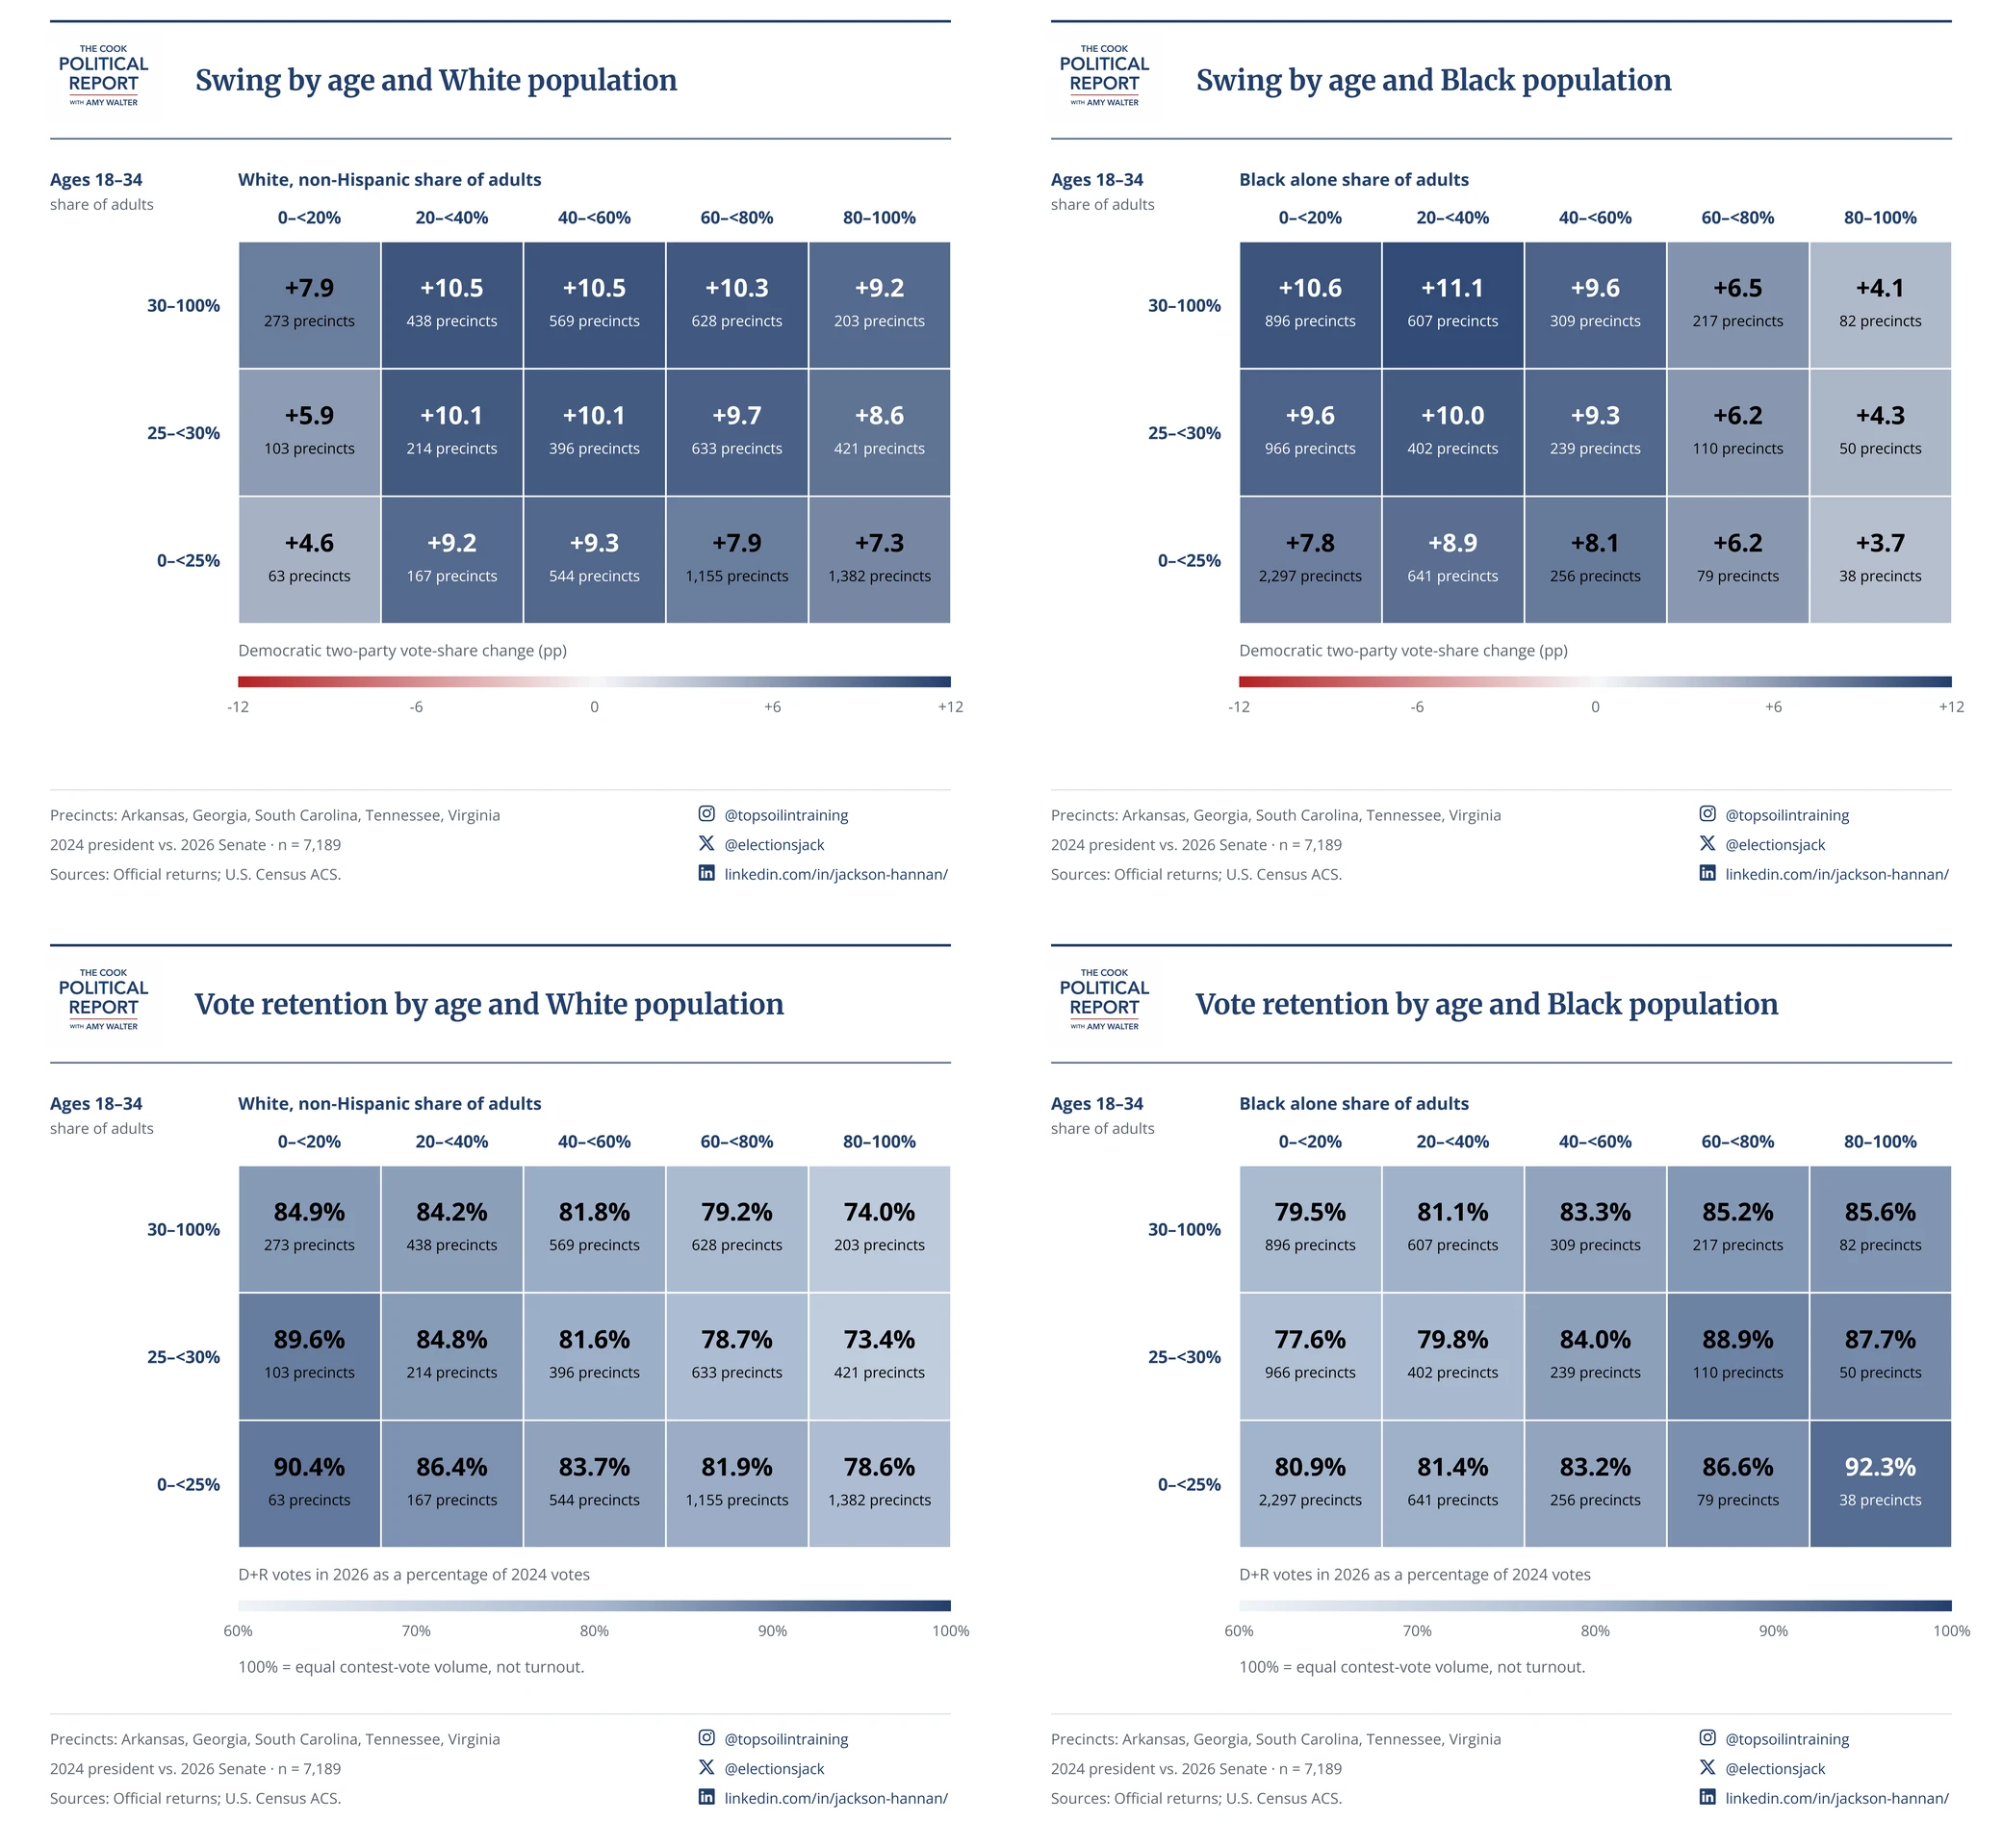 THE COOK
POLITICAL
REPORT
WITH AMY WALTER
Swing by age and White population
Ages 18–34
share of adults
White, non-Hispanic share of adults
0–<20% 20–<40% 40–<60% 60–<80% 80–100%
30–100%
+7.9 +10.5 +10.5 +10.3 +9.2
273 precincts 438 precincts 569 precincts 628 precincts 203 precincts
25–<30%
+5.9 +10.1 +10.1 +9.7 +8.6
103 precincts 214 precincts 396 precincts 633 precincts 421 precincts
0–<25%
+4.6 +9.2 +9.3 +7.9 +7.3
63 precincts 167 precincts 544 precincts 1,155 precincts 1,382 precincts
Democratic two-party vote-share change (pp)
-12 -6 0 +6 +12
Precincts: Arkansas, Georgia, South Carolina, Tennessee, Virginia
2024 president vs. 2026 Senate · n = 7,189
Sources: Official returns; U.S. Census ACS.
@topsoilintraining
@electionsjack
linkedin.com/in/jackson-hannan/
THE COOK
POLITICAL
REPORT
WITH AMY WALTER
Swing by age and Black population
Ages 18–34
share of adults
Black alone share of adults
0–<20% 20–<40% 40–<60% 60–<80% 80–100%
30–100%
+10.6 +11.1 +9.6 +6.5 +4.1
896 precincts 607 precincts 309 precincts 217 precincts 82 precincts
25–<30%
+9.6 +10.0 +9.3 +6.2 +4.3
966 precincts 402 precincts 239 precincts 110 precincts 50 precincts
0–<25%
+7.8 +8.9 +8.1 +6.2 +3.7
2,297 precincts 641 precincts 256 precincts 79 precincts 38 precincts
Democratic two-party vote-share change (pp)
-12 -6 0 +6 +12
Precincts: Arkansas, Georgia, South Carolina, Tennessee, Virginia
2024 president vs. 2026 Senate · n = 7,189
Sources: Official returns; U.S. Census ACS.
@topsoilintraining
@electionsjack
linkedin.com/in/jackson-hannan/
THE COOK
POLITICAL
REPORT
WITH AMY WALTER
Vote retention by age and White population
Ages 18–34
share of adults
White, non-Hispanic share of adults
0–<20% 20–<40% 40–<60% 60–<80% 80–100%
30–100%
84.9% 84.2% 81.8% 79.2% 74.0%
273 precincts 438 precincts 569 precincts 628 precincts 203 precincts
25–<30%
89.6% 84.8% 81.6% 78.7% 73.4%
103 precincts 214 precincts 396 precincts 633 precincts 421 precincts
0–<25%
90.4% 86.4% 83.7% 81.9% 78.6%
63 precincts 167 precincts 544 precincts 1,155 precincts 1,382 precincts
D+R votes in 2026 as a percentage of 2024 votes
60% 70% 80% 90% 100%
100% = equal contest-vote volume, not turnout.
Precincts: Arkansas, Georgia, South Carolina, Tennessee, Virginia
2024 president vs. 2026 Senate · n = 7,189
Sources: Official returns; U.S. Census ACS.
@topsoilintraining
@electionsjack
linkedin.com/in/jackson-hannan/
THE COOK
POLITICAL
REPORT
WITH AMY WALTER
Vote retention by age and Black population
Ages 18–34
share of adults
Black alone share of adults
0–<20% 20–<40% 40–<60% 60–<80% 80–100%
30–100%
79.5% 81.1% 83.3% 85.2% 85.6%
896 precincts 607 precincts 309 precincts 217 precincts 82 precincts
25–<30%
77.6% 79.8% 84.0% 88.9% 87.7%
966 precincts 402 precincts 239 precincts 110 precincts 50 precincts
0–<25%
80.9% 81.4% 83.2% 86.6% 92.3%
2,297 precincts 641 precincts 256 precincts 79 precincts 38 precincts
D+R votes in 2026 as a percentage of 2024 votes
60% 70% 80% 90% 100%
100% = equal contest-vote volume, not turnout.
Precincts: Arkansas, Georgia, South Carolina, Tennessee, Virginia
2024 president vs. 2026 Senate · n = 7,189
Sources: Official returns; U.S. Census ACS.
@topsoilintraining
@electionsjack
linkedin.com/in/jackson-hannan/